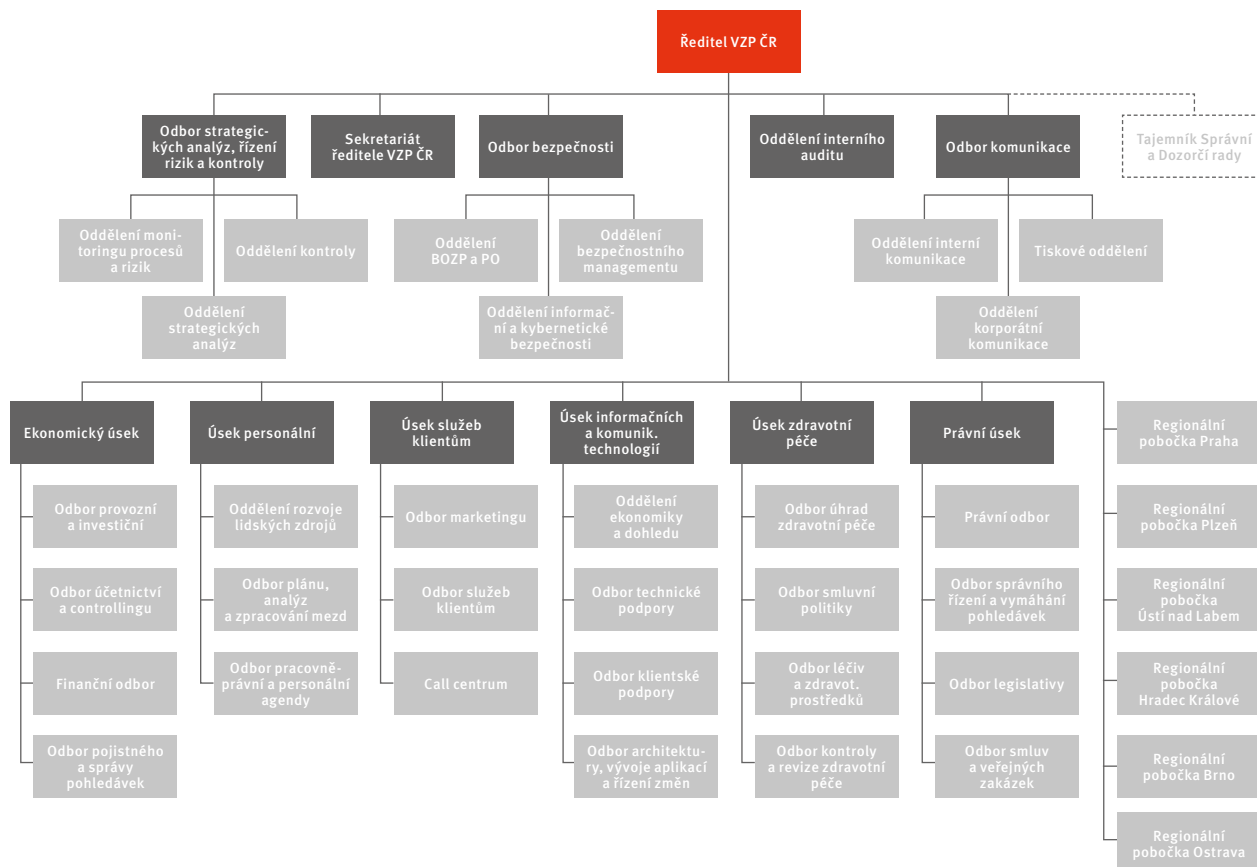 Ředitel VZP ČR
Odbor strategic-
kých analýz, řízení
rizik a kontroly
Sekretariát
ředitele VZP ČR
Odbor bezpečnosti
Oddělení interního
auditu
Odbor komunikace
Tajemník Správní
a Dozorčí rady
Oddělení moni-
toringu procesů
a rizik
Oddělení kontroly
Oddělení
BOZP a PO
Oddělení
bezpečnostního
managementu
Oddělení interní
komunikace
Tiskové oddělení
Oddělení
strategických
analýz
Oddělení informač-
ní a kybernetické
bezpečnosti
Oddělení
korporátní
komunikace
Ekonomický úsek
Úsek personální
Úsek služeb
klientům
Úsek informačních
a komunik.
technologií
Úsek zdravotní
péče
Právní úsek
Regionální
pobočka Praha
Odbor provozní
a investiční
Oddělení rozvoje
lidských zdrojů
Odbor marketingu
Oddělení
ekonomiky
a dohledu
Odbor úhrad
zdravotní péče
Právní odbor
Regionální
pobočka Plzeň
Odbor účetnictví
a controllingu
Odbor plánu,
analýz
a zpracování mezd
Odbor služeb
klientům
Odbor technické
podpory
Odbor smluvní
politiky
Odbor správního
řízení a vymáhání
pohledávek
Regionální
pobočka
Ústí nad Labem
Finanční odbor
Odbor pracovně-
právní a personální
agendy
Call centrum
Odbor klientské
podpory
Odbor léčiv
a zdravot.
prostředků
Odbor legislativy
Regionální
pobočka
Hradec Králové
Odbor pojistného
a správy
pohledávek
Odbor architektu-
ry, vývoje aplikací
a řízení změn
Odbor kontroly
a revize zdravotní
péče
Odbor smluv
a veřejných
zakázek
Regionální
pobočka Brno
Regionální
pobočka Ostrava